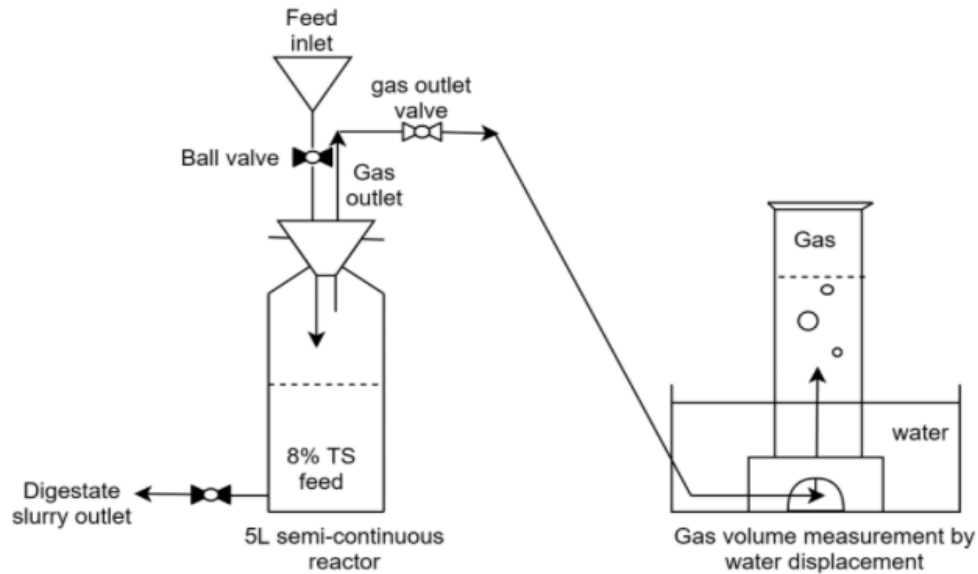 Feed
inlet
gas outlet
valve
Ball valve
Gas
outlet
Gas
8% TS
feed
water
Digestate
slurry outlet
5L semi-continuous
reactor
Gas volume measurement by
water displacement